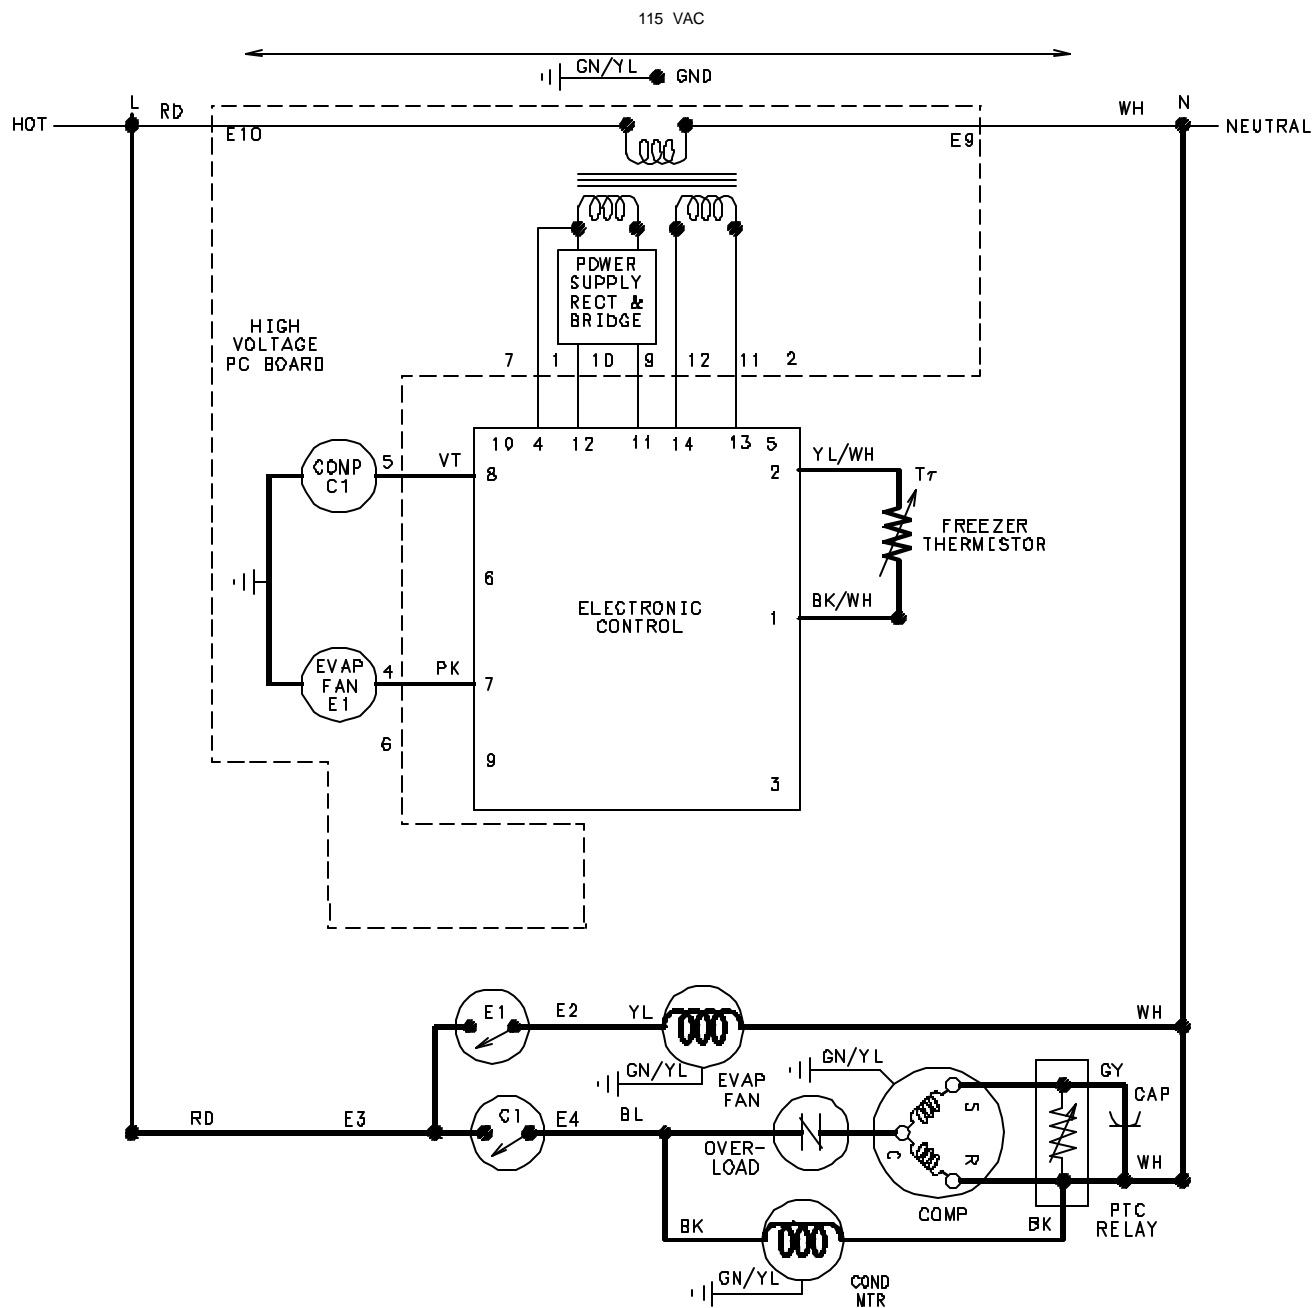 115 VAC
GN/YL GND
HOT L RD WH N NEUTRAL
E10 E9
POWER
SUPPLY
RECT &
BRIDGE
HIGH
VOLTAGE
PC BOARD
7 1 10 9 12 11 2
10 4 12 11 14 13 5
COMP
C1
5 VT 8
2 YL/WH
Tτ
FREEZER
THERMISTOR
6
ELECTRONIC
CONTROL
1 BK/WH
EVAP
FAN
E1
4 PK 7
6
9
3
E1 E2 YL WH
GN/YL
EVAP
FAN
GN/YL
RD E3 C1 E4 BL
OVER-
LOAD
S
C
R
COMP
GY
CAP
WH
PTC
RELAY
BK
BK
GN/YL
COND
MTR